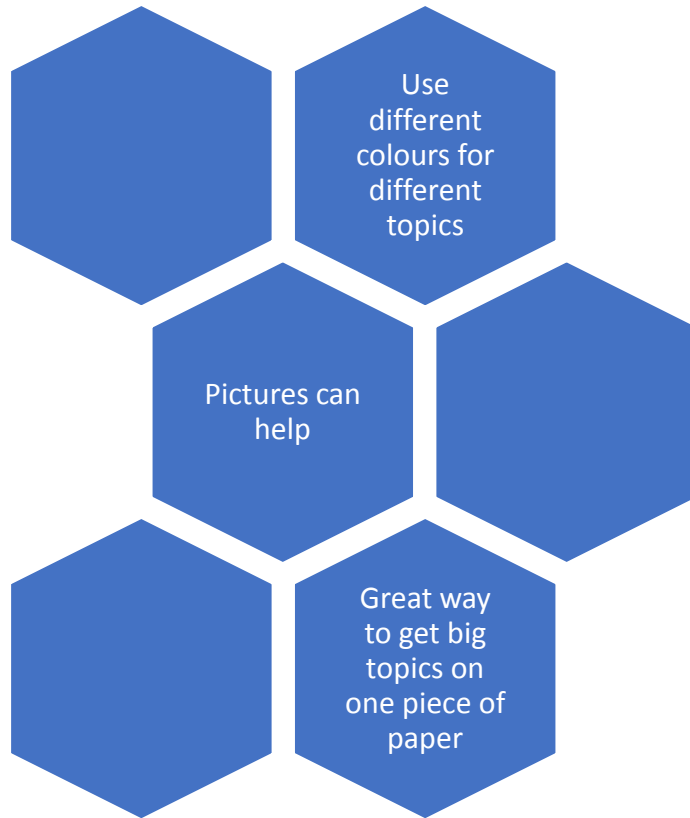 Use
different
colours for
different
topics
Pictures can
help
Great way
to get big
topics on
one piece of
paper